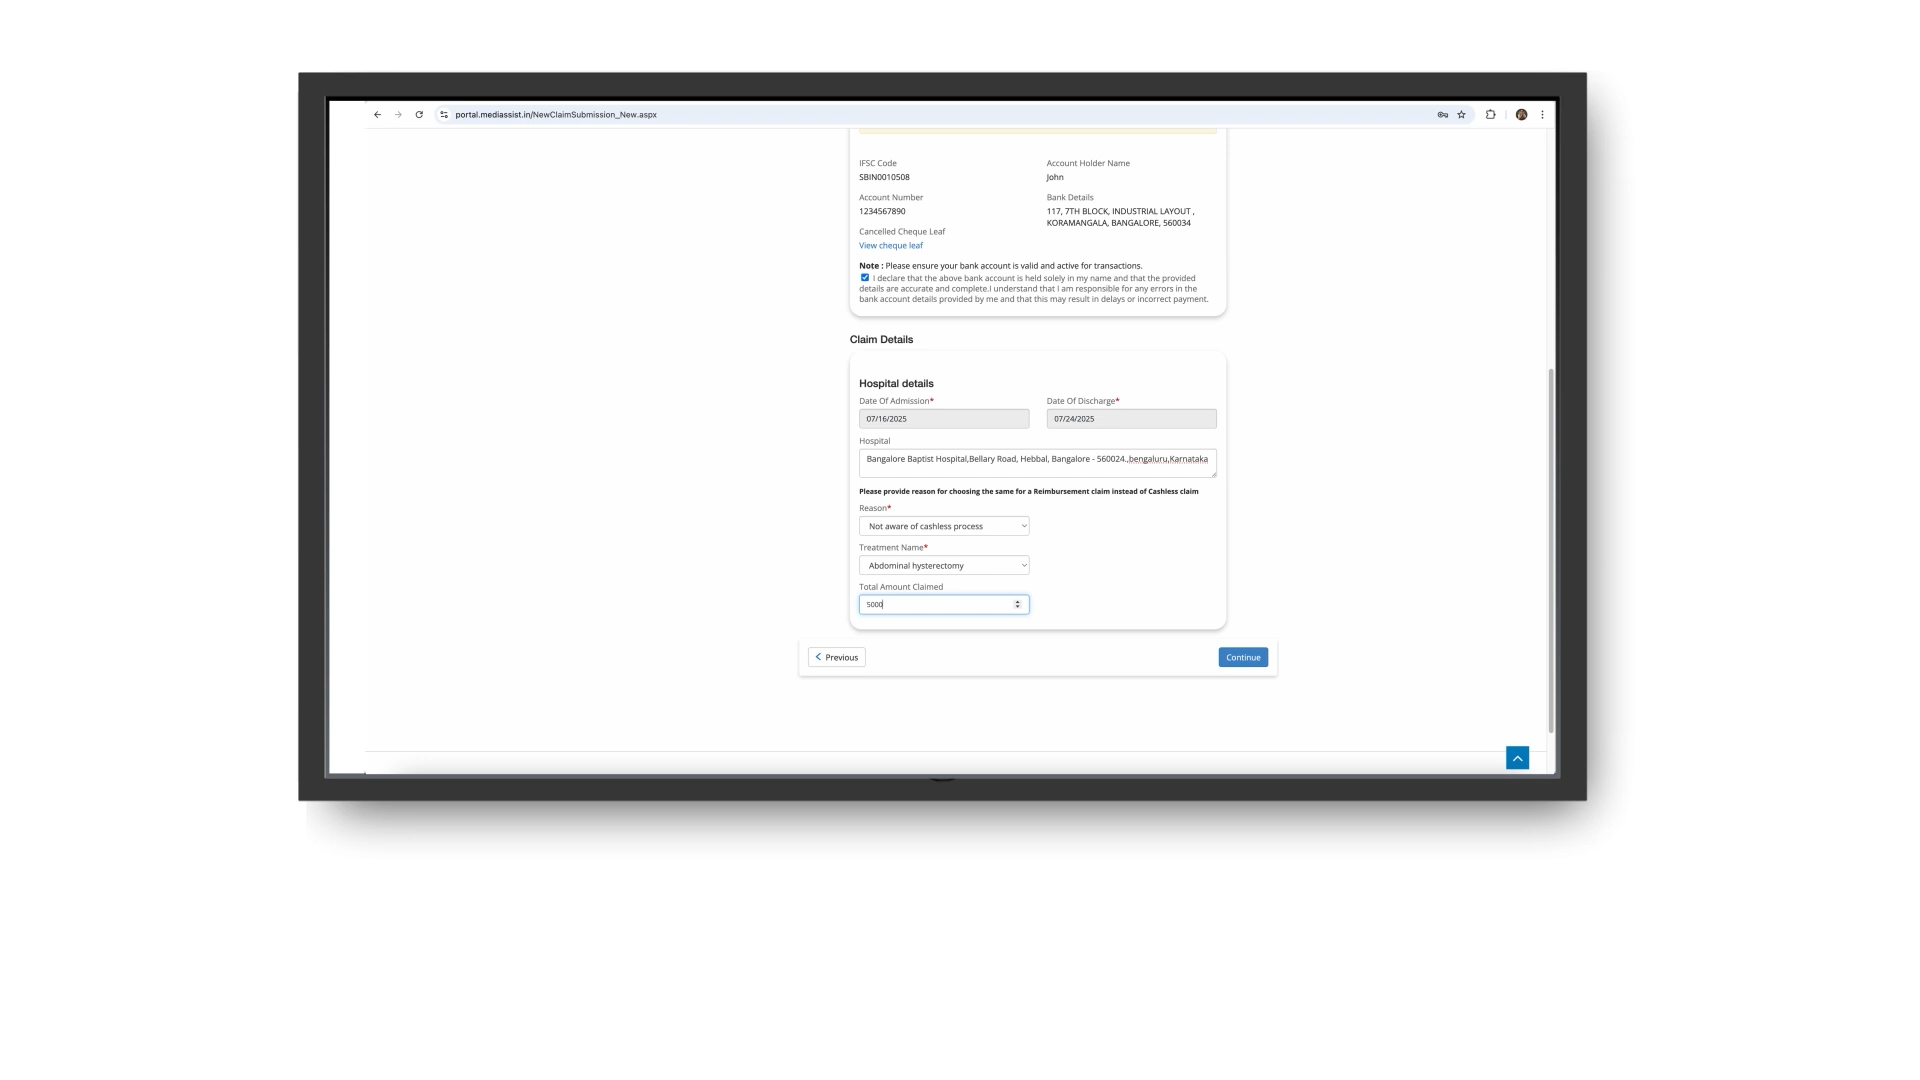 portal.mediassist.in/NewClaimSubmission_New.aspx
IFSC Code
SBIN0010508
Account Holder Name
John
Account Number
1234567890
Bank Details
117, 7TH BLOCK, INDUSTRIAL LAYOUT ,
KORAMANGALA, BANGALORE, 560034
Cancelled Cheque Leaf
View cheque leaf
Note : Please ensure your bank account is valid and active for transactions.
I declare that the above bank account is held solely in my name and that the provided
details are accurate and complete.I understand that I am responsible for any errors in the
bank account details provided by me and that this may result in delays or incorrect payment.
Claim Details
Hospital details
Date Of Admission*
07/16/2025
Date Of Discharge*
07/24/2025
Hospital
Bangalore Baptist Hospital,Bellary Road, Hebbal, Bangalore - 560024.,bengaluru,Karnataka
Please provide reason for choosing the same for a Reimbursement claim instead of Cashless claim
Reason*
Not aware of cashless process
Treatment Name*
Abdominal hysterectomy
Total Amount Claimed
5000
Previous
Continue